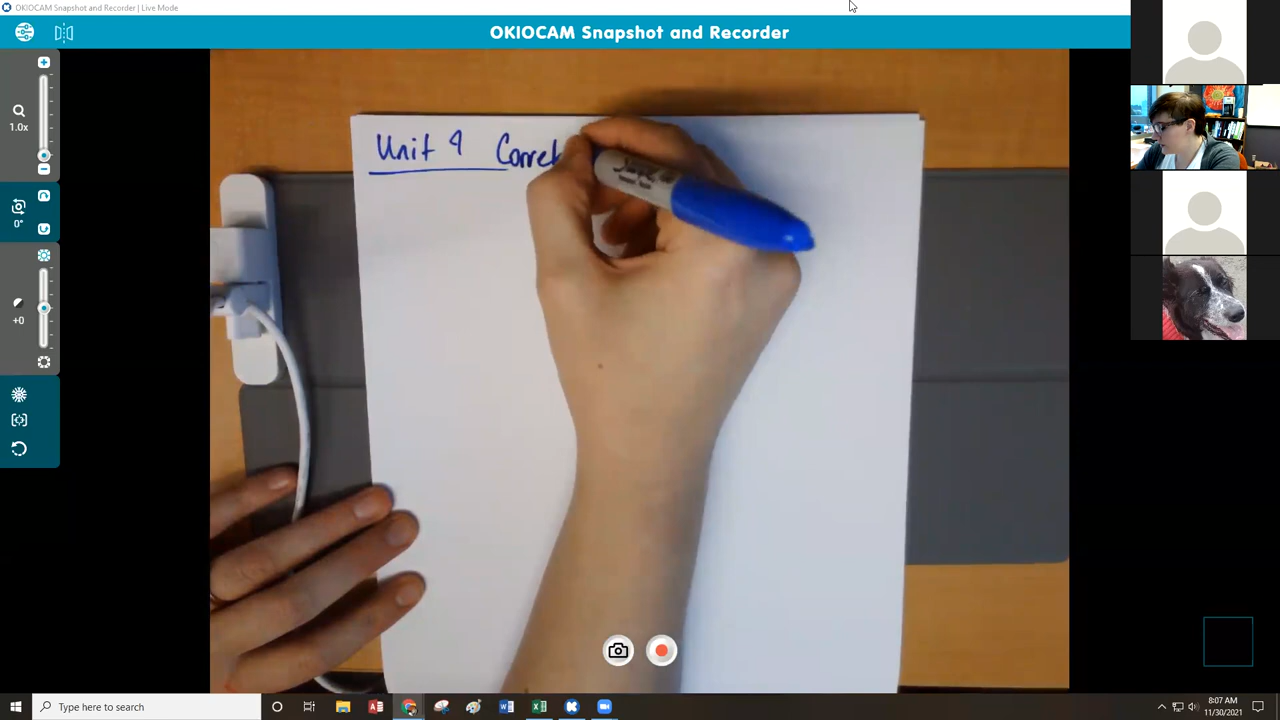 OKIOCAM Snapshot and Recorder | Live Mode
OKIOCAM Snapshot and Recorder
1.0x
0°
+0
Unit 9 Corre
Type here to search
8:07 AM
11/30/2021